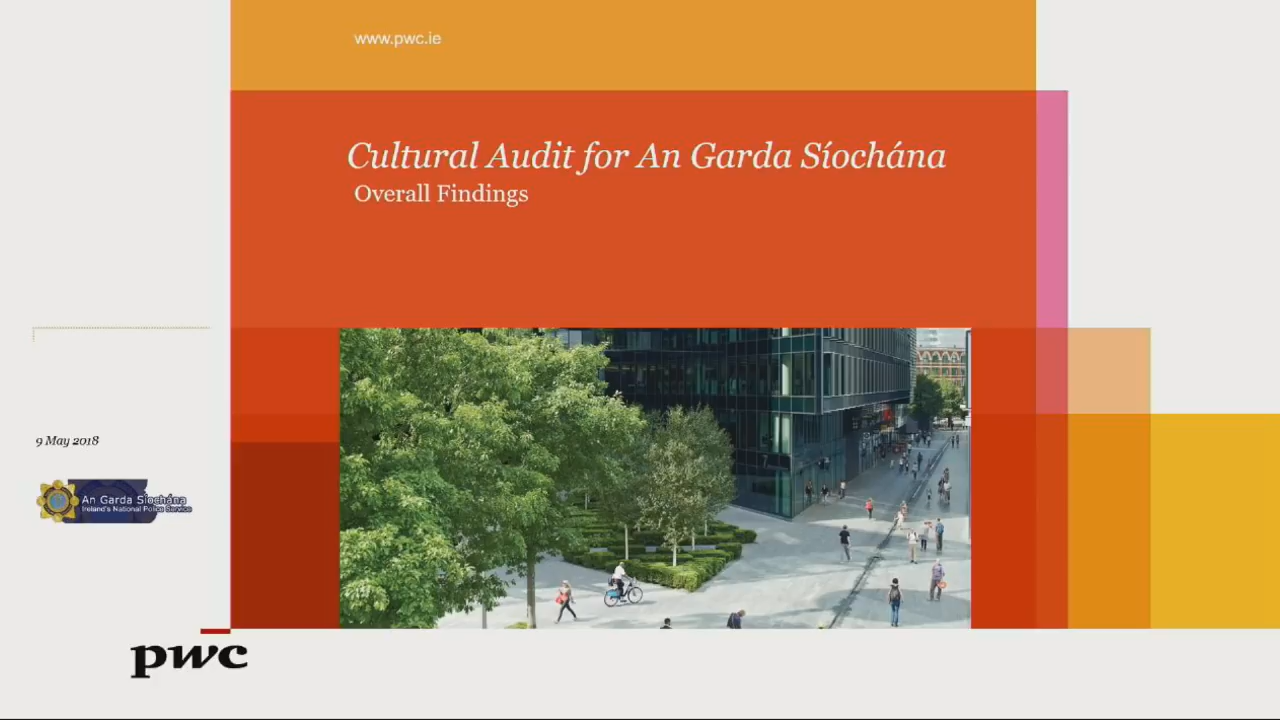 www.pwc.ie
Cultural Audit for An Garda Síochána
Overall Findings
9 May 2018
An Garda Síochána
Ireland's National Police Service
pwc